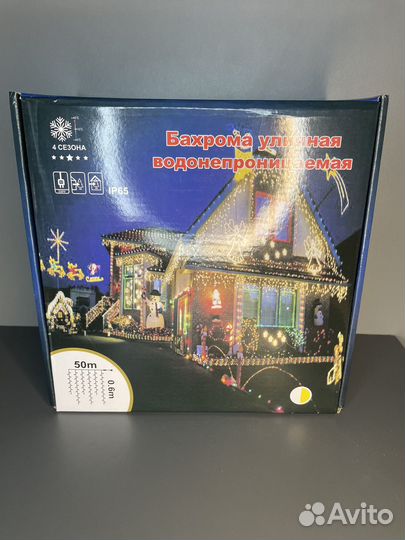 4 СЕЗОНА
Бахрома уличная
водонепроницаемая
IP65
50m
0.6m
Avito